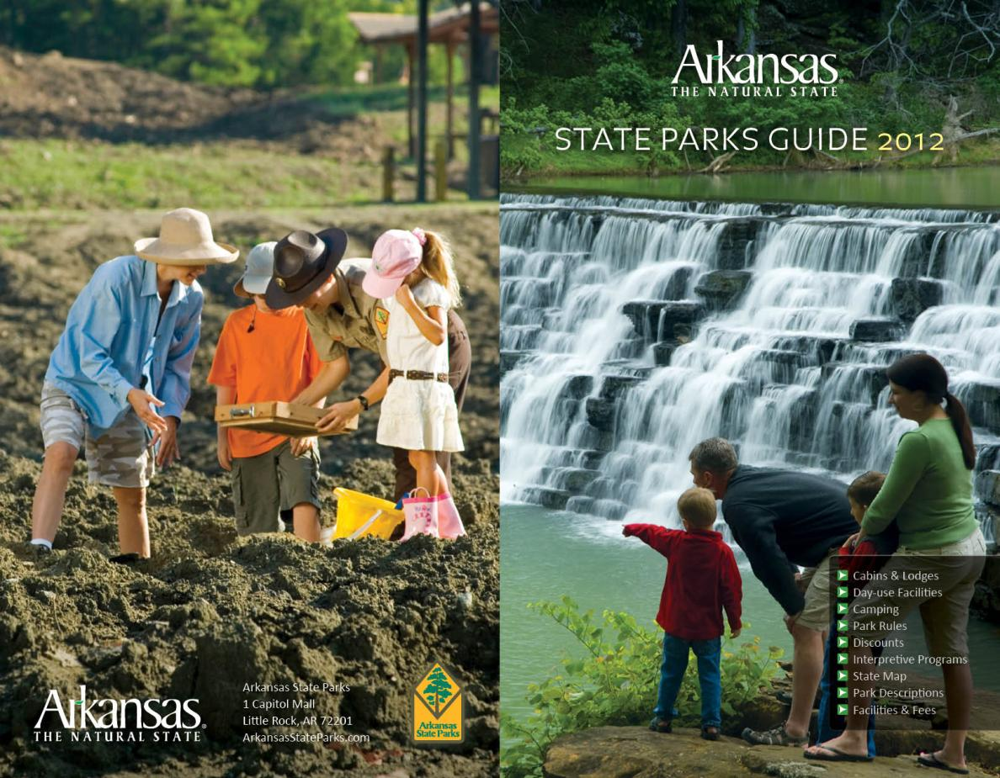 Arkansas®
THE NATURAL STATE
Arkansas State Parks
1 Capitol Mall
Little Rock, AR 72201
ArkansasStateParks.com
Arkansas
State Parks
Arkansas®
THE NATURAL STATE
STATE PARKS GUIDE 2012
Cabins & Lodges
Day-use Facilities
Camping
Park Rules
Discounts
Interpretive Programs
State Map
Park Descriptions
Facilities & Fees